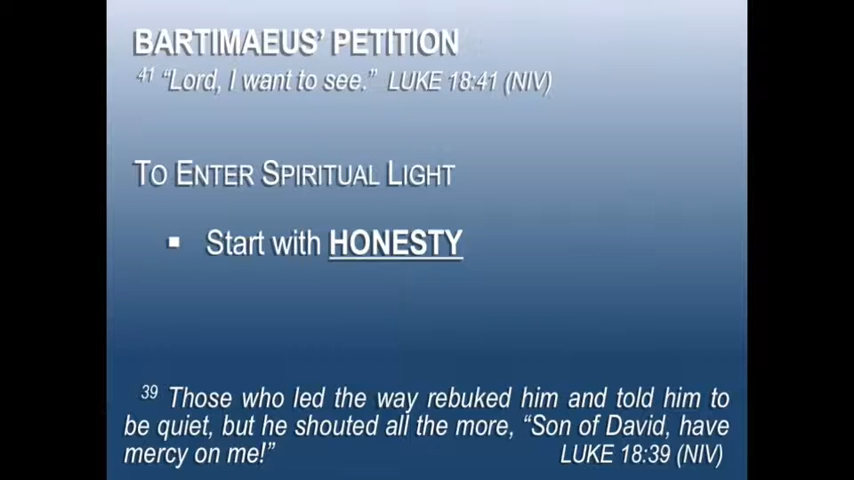 BARTIMAEUS’ PETITION
41 “Lord, I want to see.” LUKE 18:41 (NIV)
TO ENTER SPIRITUAL LIGHT
▪ Start with HONESTY
39 Those who led the way rebuked him and told him to
be quiet, but he shouted all the more, “Son of David, have
mercy on me!” LUKE 18:39 (NIV)